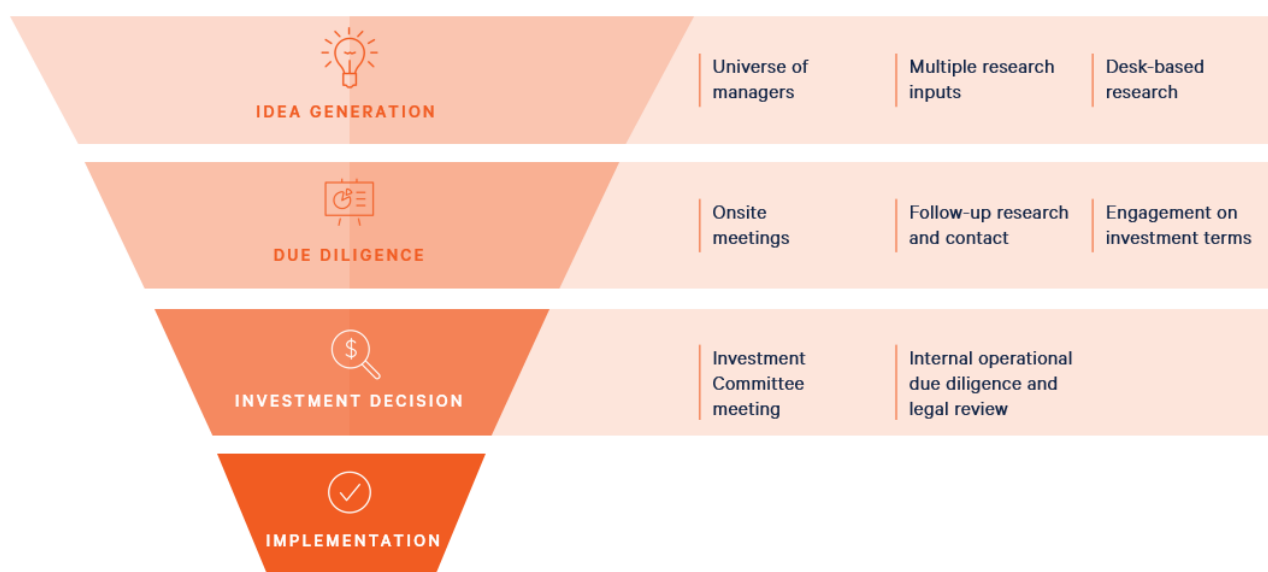 IDEA GENERATION
Universe of
managers
Multiple research
inputs
Desk-based
research
DUE DILIGENCE
Onsite
meetings
Follow-up research
and contact
Engagement on
investment terms
$
INVESTMENT DECISION
Investment
Committee
meeting
Internal operational
due diligence and
legal review
IMPLEMENTATION